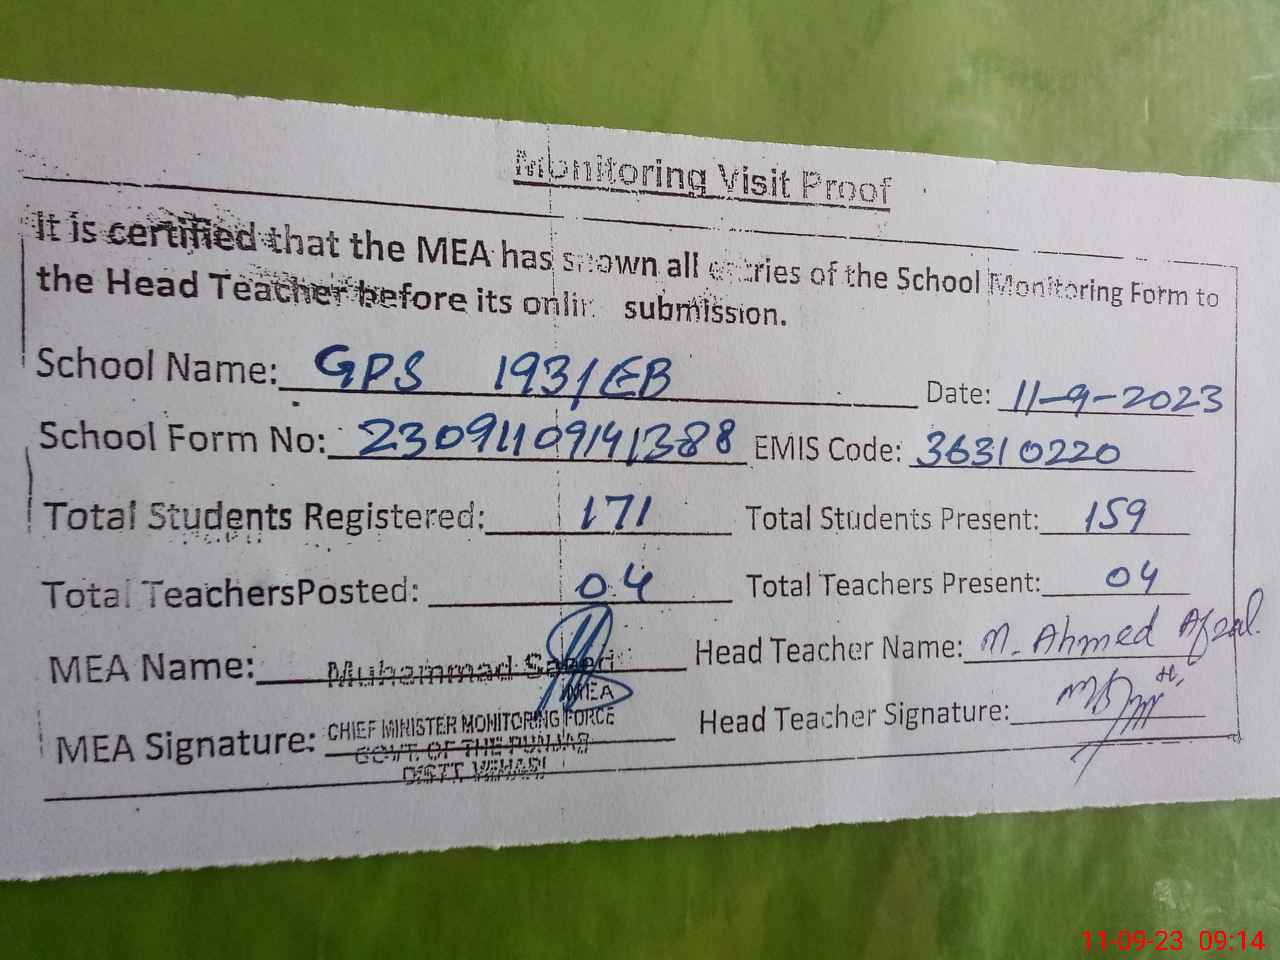 Monitoring Visit Proof
It is certified that the MEA has shown all entries of the School Monitoring Form to
the Head Teacher before its onlin submission.
School Name: GPS 193/EB Date: 11-9-2023
School Form No: 23091109141388 EMIS Code: 36310220
Total Students Registered: 171 Total Students Present: 159
Total TeachersPosted: 04 Total Teachers Present: 04
MEA Name: Muhammad Head Teacher Name: M. Ahmed Afzal.
MEA
MEA Signature: CHIEF MINISTER MONITORING FORCE Head Teacher Signature:
GOVT. OF THE PUNJAB
DISTT. VEHARI
11-09-23 09:14